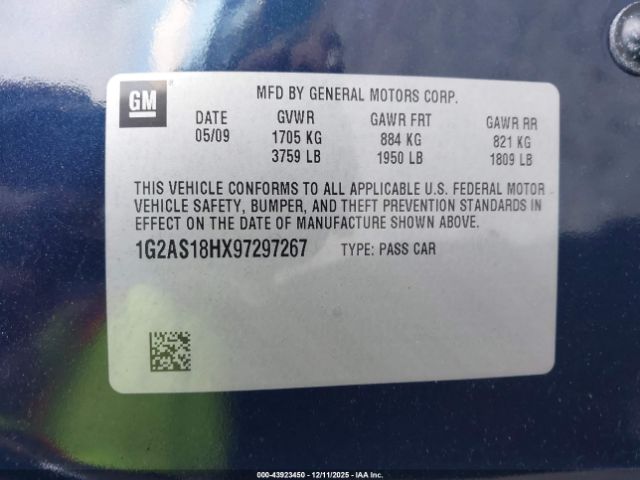 GM
MFD BY GENERAL MOTORS CORP.
DATE GVWR GAWR FRT GAWR RR
05/09 1705 KG 884 KG 821 KG
3759 LB 1950 LB 1809 LB
THIS VEHICLE CONFORMS TO ALL APPLICABLE U.S. FEDERAL MOTOR
VEHICLE SAFETY, BUMPER, AND THEFT PREVENTION STANDARDS IN
EFFECT ON THE DATE OF MANUFACTURE SHOWN ABOVE.
1G2AS18HX97297267 TYPE: PASS CAR
000-43923450 - 12/11/2025 - IAA Inc.